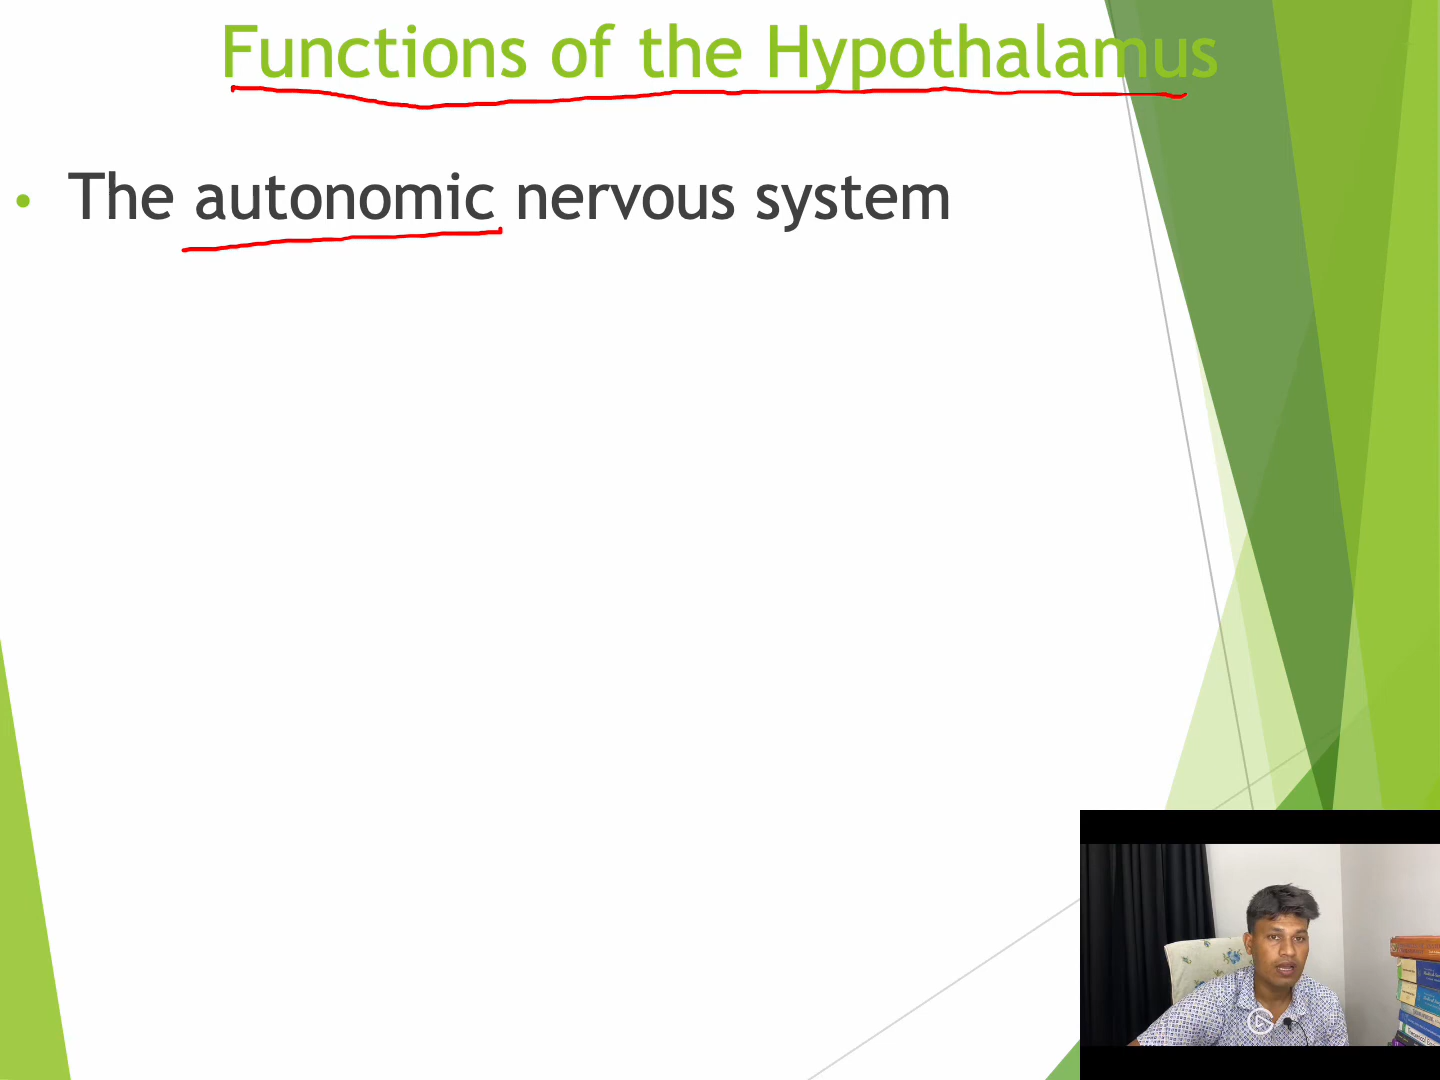 Functions of the Hypothalamus
• The autonomic nervous system